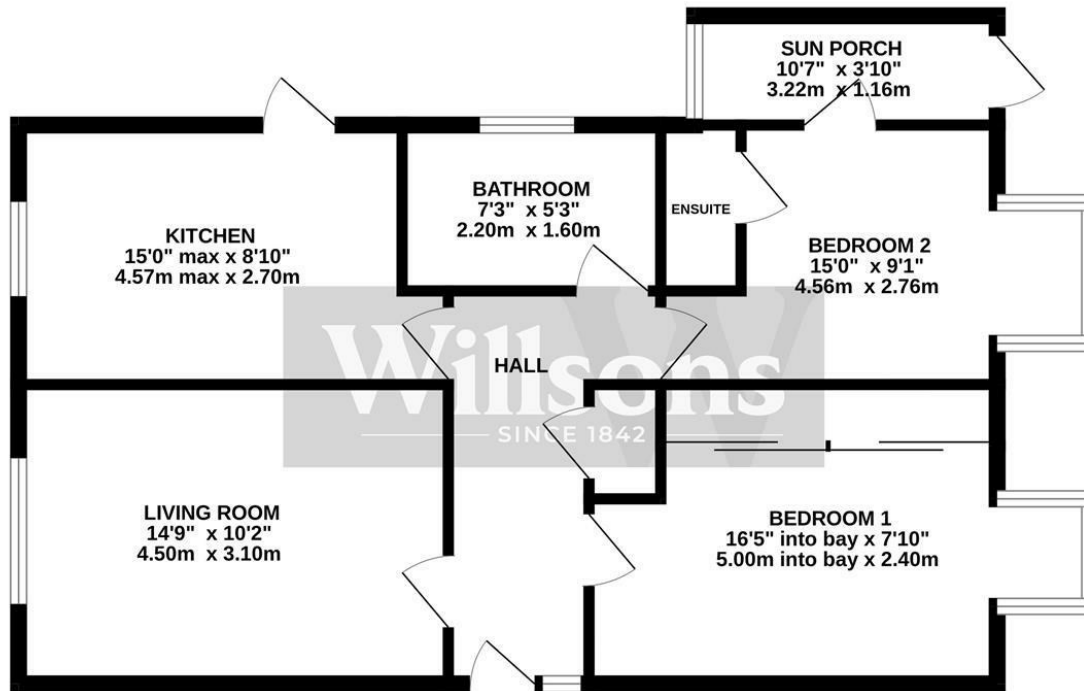 SUN PORCH
10'7" x 3'10"
3.22m x 1.16m
BATHROOM
7'3" x 5'3"
2.20m x 1.60m
ENSUITE
KITCHEN
15'0" max x 8'10"
4.57m max x 2.70m
BEDROOM 2
15'0" x 9'1"
4.56m x 2.76m
Willsons
HALL
SINCE 1842
LIVING ROOM
14'9" x 10'2"
4.50m x 3.10m
BEDROOM 1
16'5" into bay x 7'10"
5.00m into bay x 2.40m